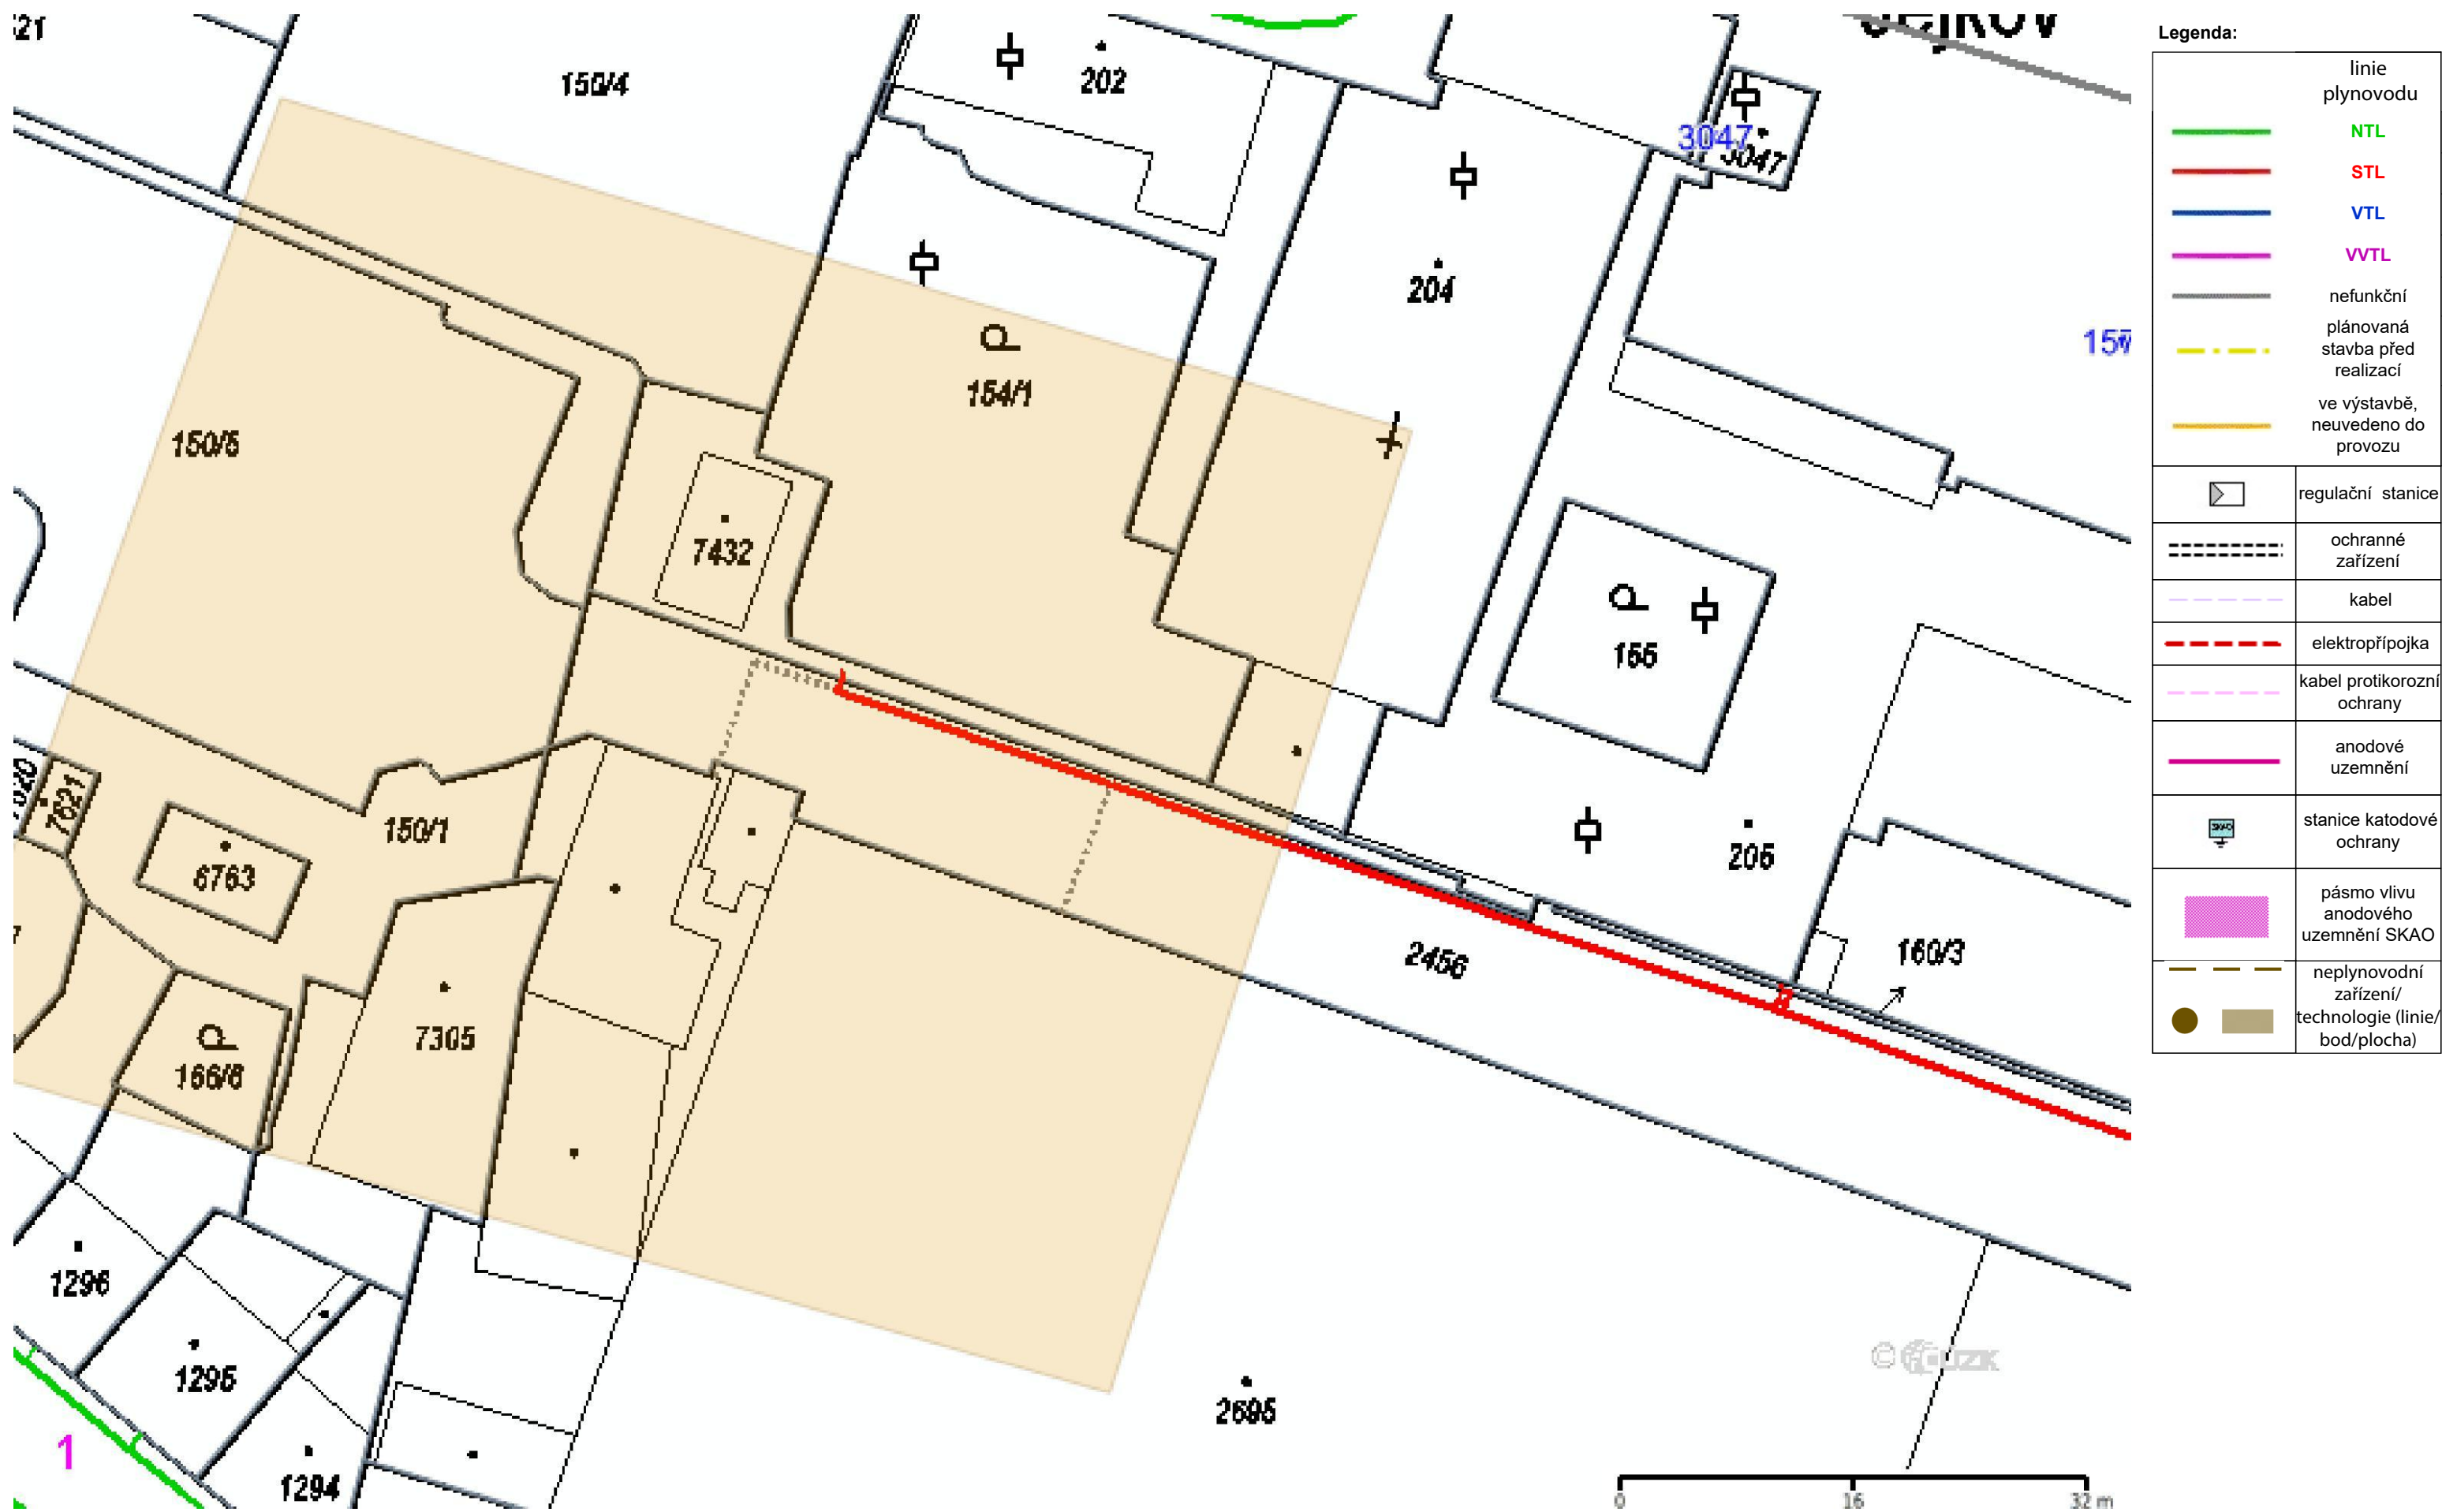 21
150/4
202
3047
3047
204
157
154/1
150/5
7432
155
7621
150/1
6763
206
2456
160/3
7305
166/6
1296
1295
1
1294
2695
0 16 32 m
Legenda:
linie
plynovodu
NTL
STL
VTL
VVTL
nefunkční
plánovaná
stavba před
realizací
ve výstavbě,
neuvedeno do
provozu
regulační stanice
ochranné
zařízení
kabel
elektropřípojka
kabel protikorozní
ochrany
anodové
uzemnění
SKAO
stanice katodové
ochrany
pásmo vlivu
anodového
uzemnění SKAO
neplynovodní
zařízení/
technologie (linie/
bod/plocha)